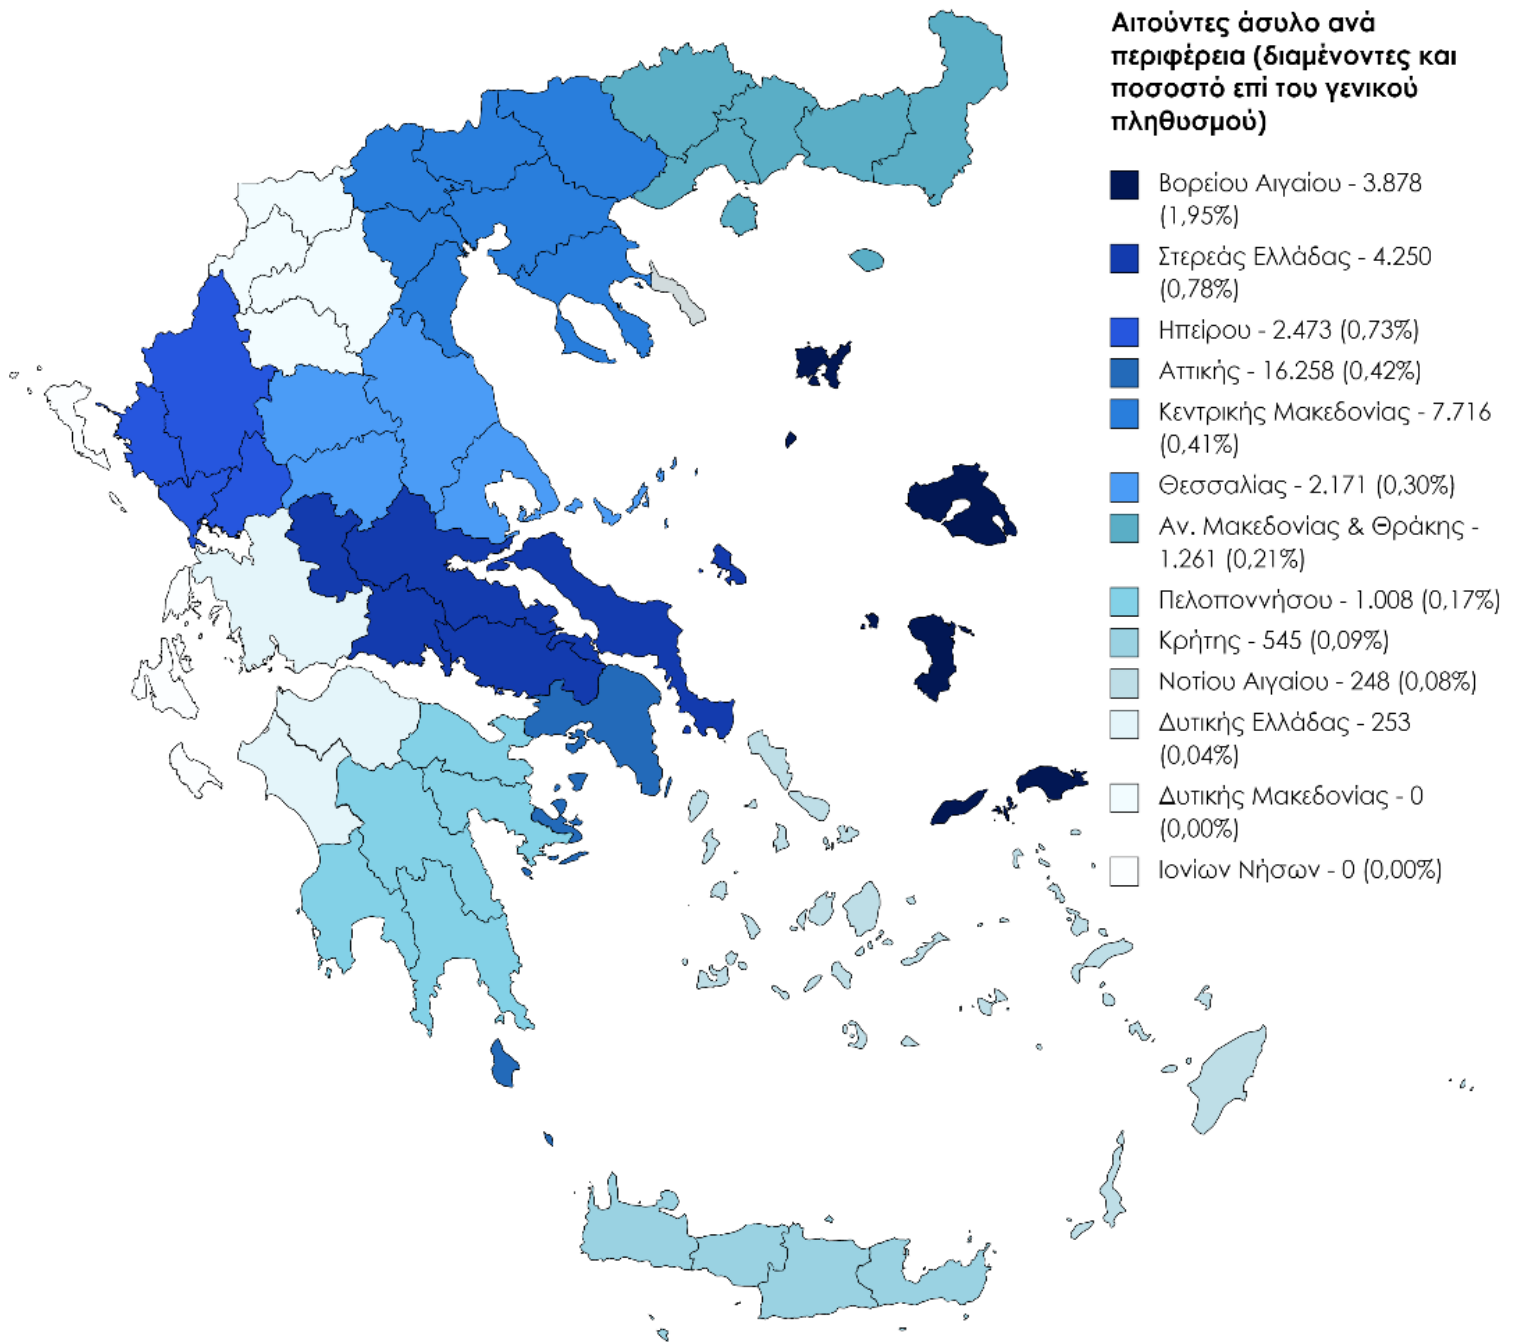 Αιτούντες άσυλο ανά
περιφέρεια (διαμένοντες και
ποσοστό επί του γενικού
πληθυσμού)
Βορείου Αιγαίου - 3.878
(1,95%)
Στερεάς Ελλάδας - 4.250
(0,78%)
Ηπείρου - 2.473 (0,73%)
Αττικής - 16.258 (0,42%)
Κεντρικής Μακεδονίας - 7.716
(0,41%)
Θεσσαλίας - 2.171 (0,30%)
Αν. Μακεδονίας & Θράκης -
1.261 (0,21%)
Πελοποννήσου - 1.008 (0,17%)
Κρήτης - 545 (0,09%)
Νοτίου Αιγαίου - 248 (0,08%)
Δυτικής Ελλάδας - 253
(0,04%)
Δυτικής Μακεδονίας - 0
(0,00%)
Ιονίων Νήσων - 0 (0,00%)